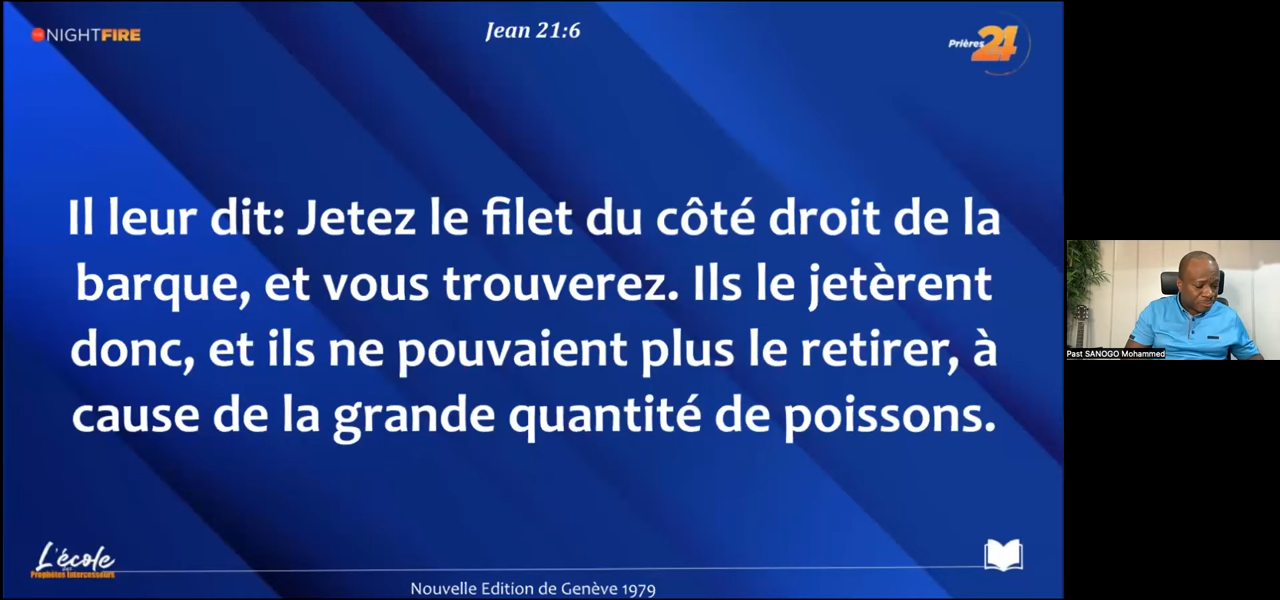 NIGHTFIRE
Jean 21:6
Prières 24
Il leur dit: Jetez le filet du côté droit de la
barque, et vous trouverez. Ils le jetèrent
donc, et ils ne pouvaient plus le retirer, à
cause de la grande quantité de poissons.
Past SANOGO Mohammed
L'école
Prophètes Intercesseurs
Nouvelle Edition de Genève 1979